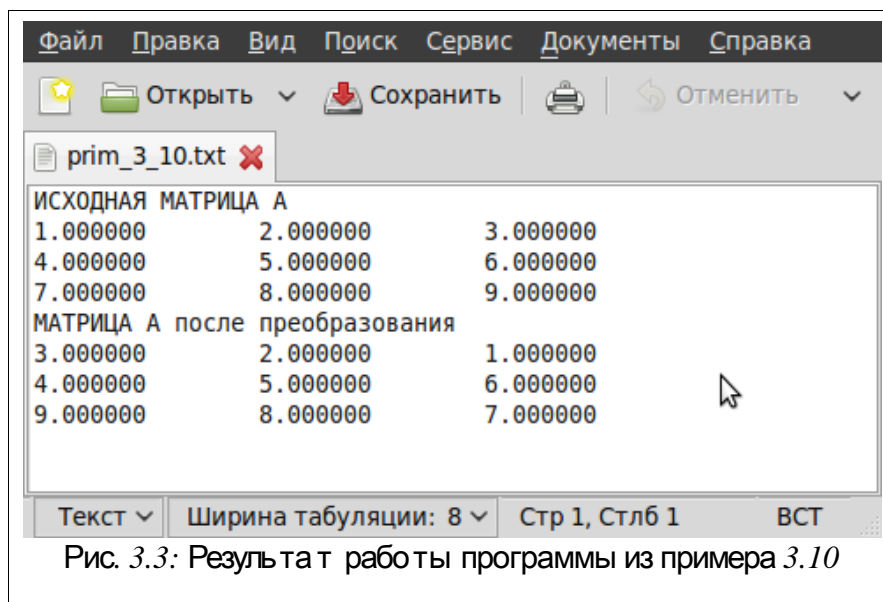 Файл Правка Вид Поиск Сервис Документы Справка
Открыть Сохранить Отменить
prim_3_10.txt
ИСХОДНАЯ МАТРИЦА А
1.000000 2.000000 3.000000
4.000000 5.000000 6.000000
7.000000 8.000000 9.000000
МАТРИЦА А после преобразования
3.000000 2.000000 1.000000
4.000000 5.000000 6.000000
9.000000 8.000000 7.000000
Текст Ширина табуляции: 8 Стр 1, Стлб 1 ВСТ
Рис. 3.3: Результат работы программы из примера 3.10